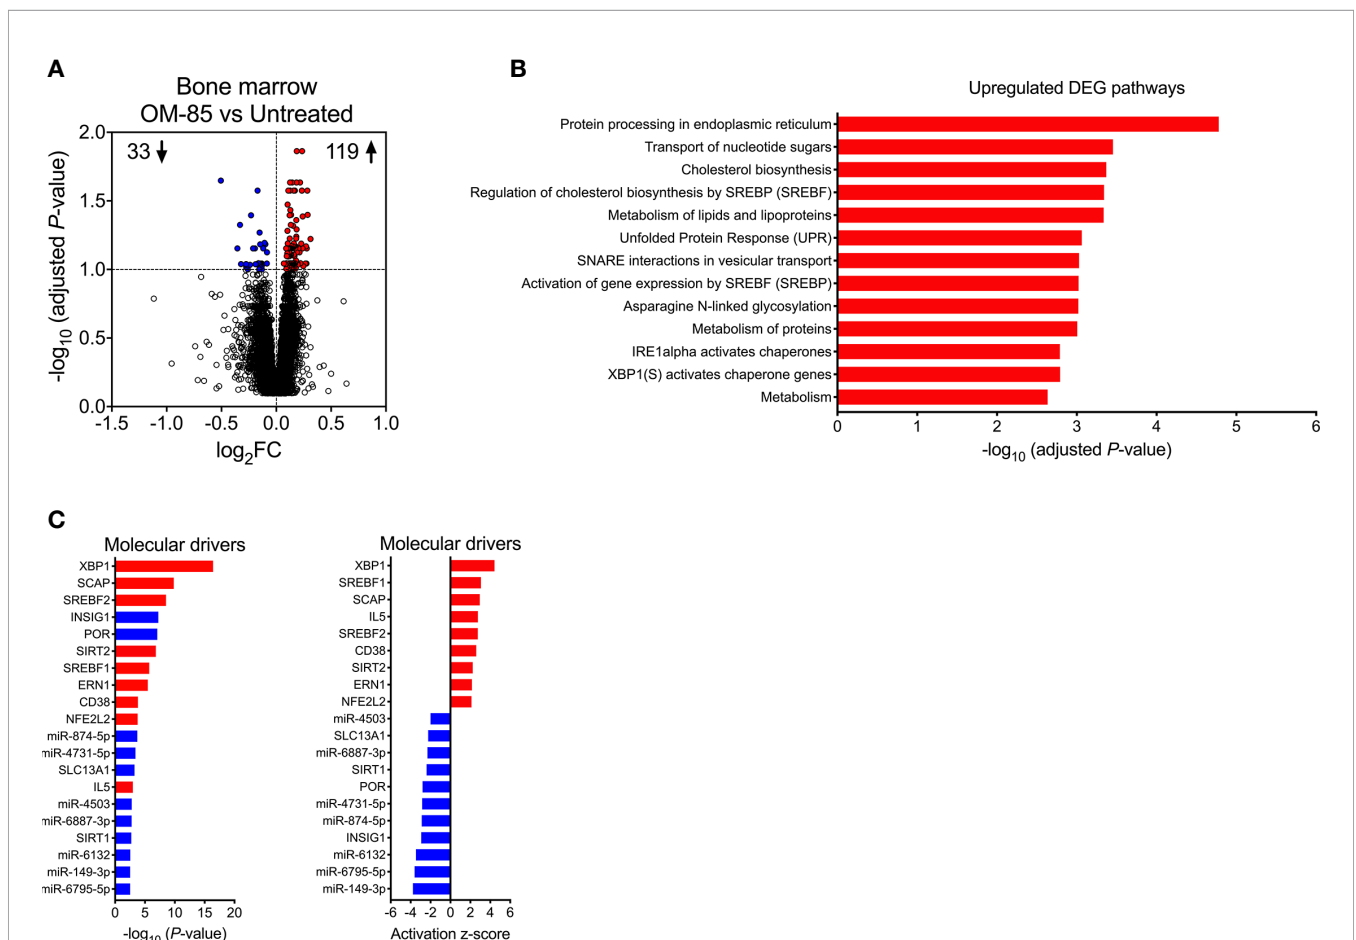 A
Bone marrow
OM-85 vs Untreated
33 ↓
119 ↑
2.0
1.5
1.0
0.5
0.0
-log10 (adjusted P-value)
-1.5 -1.0 -0.5 0.0 0.5 1.0
log2FC
B
Upregulated DEG pathways
Protein processing in endoplasmic reticulum
Transport of nucleotide sugars
Cholesterol biosynthesis
Regulation of cholesterol biosynthesis by SREBP (SREBF)
Metabolism of lipids and lipoproteins
Unfolded Protein Response (UPR)
SNARE interactions in vesicular transport
Activation of gene expression by SREBF (SREBP)
Asparagine N-linked glycosylation
Metabolism of proteins
IRE1alpha activates chaperones
XBP1(S) activates chaperone genes
Metabolism
0 1 2 3 4 5 6
-log10 (adjusted P-value)
C
Molecular drivers
XBP1
SCAP
SREBF2
INSIG1
POR
SIRT2
SREBF1
ERN1
CD38
NFE2L2
miR-874-5p
miR-4731-5p
SLC13A1
IL5
miR-4503
miR-6887-3p
SIRT1
miR-6132
miR-149-3p
miR-6795-5p
0 5 10 15 20
-log10 (P-value)
Molecular drivers
XBP1
SREBF1
SCAP
IL5
SREBF2
CD38
SIRT2
ERN1
NFE2L2
miR-4503
SLC13A1
miR-6887-3p
SIRT1
POR
miR-4731-5p
miR-874-5p
INSIG1
miR-6132
miR-6795-5p
miR-149-3p
-6 -4 -2 0 2 4 6
Activation z-score